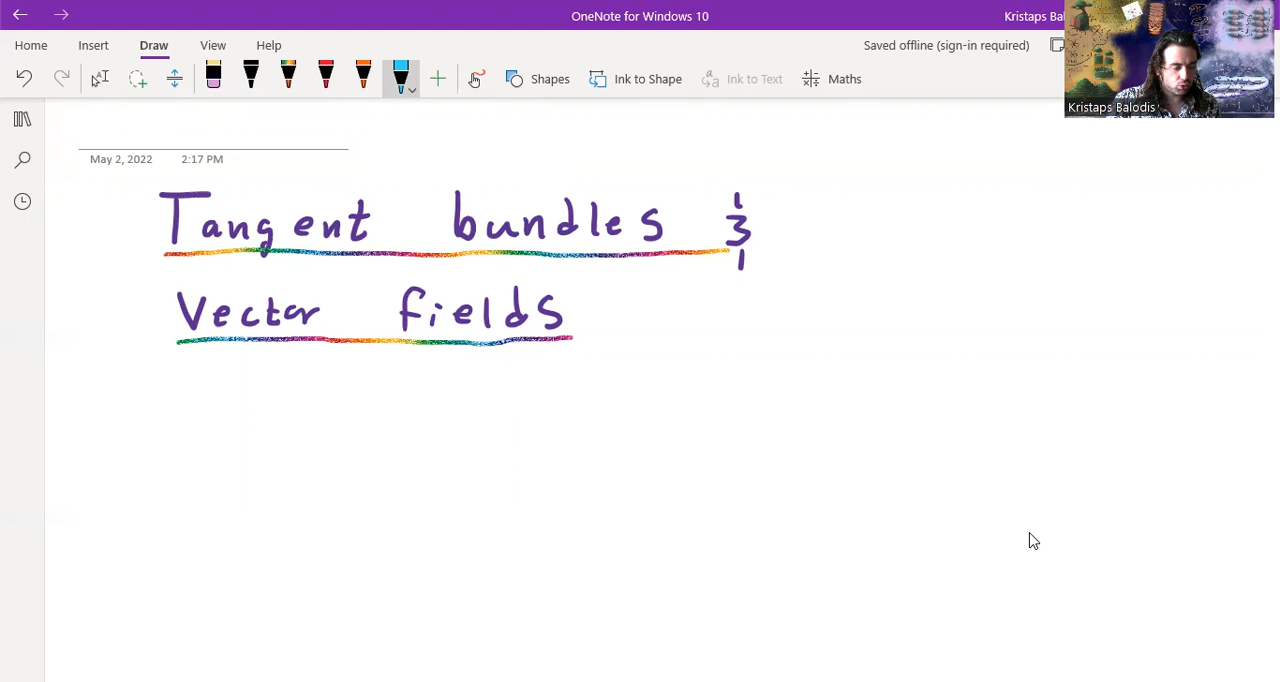 OneNote for Windows 10
Kristaps Bal
Home Insert Draw View Help
Saved offline (sign-in required)
Shapes Ink to Shape Ink to Text Maths
Kristaps Balodis
May 2, 2022 2:17 PM
Tangent bundles &
Vector fields